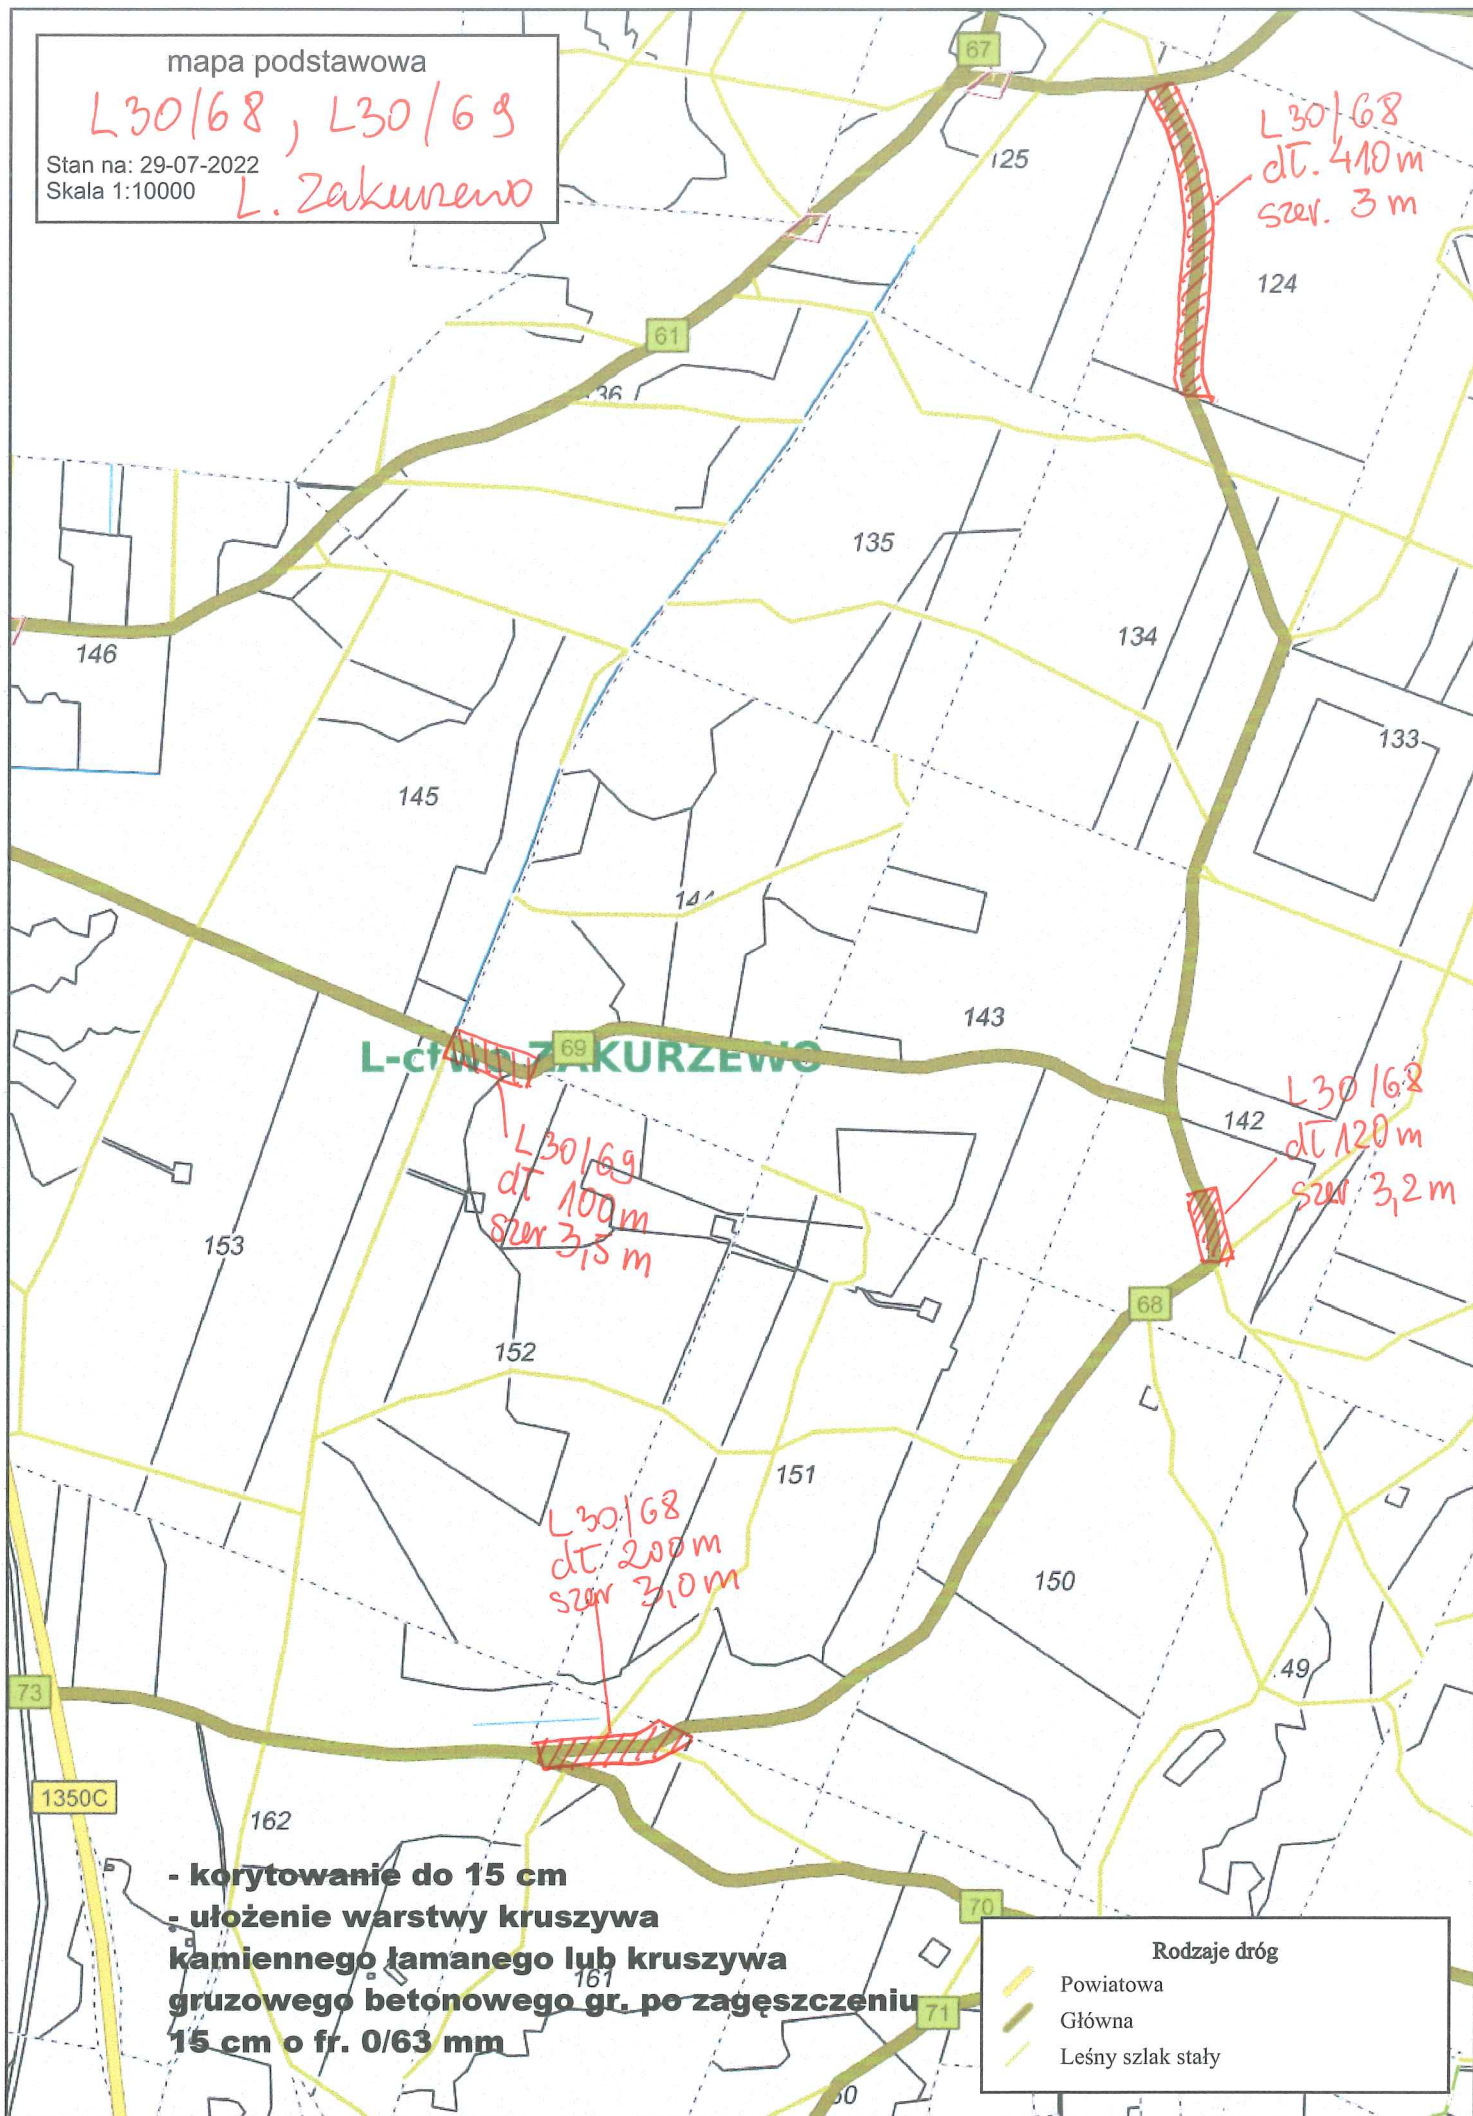 mapa podstawowa
L30/68, L30/69
Stan na: 29-07-2022
Skala 1:10000
L. Zakurzewo
67
125
L30/68
dł. 410 m
szer. 3 m
124
61
36
135
134
146
133
145
144
143
69
L-ctwo ZAKURZEWO
L30/68
dł 120 m
szer. 3,2 m
142
L30/69
dł 100 m
szer 3,5 m
153
68
152
151
L30/68
dł 200 m
szer 3,0 m
150
49
73
1350C
162
- korytowanie do 15 cm
- ułożenie warstwy kruszywa
kamiennego łamanego lub kruszywa
gruzowego betonowego gr. po zagęszczeniu
15 cm o fr. 0/63 mm
161
70
71
60
Rodzaje dróg
Powiatowa
Główna
Leśny szlak stały